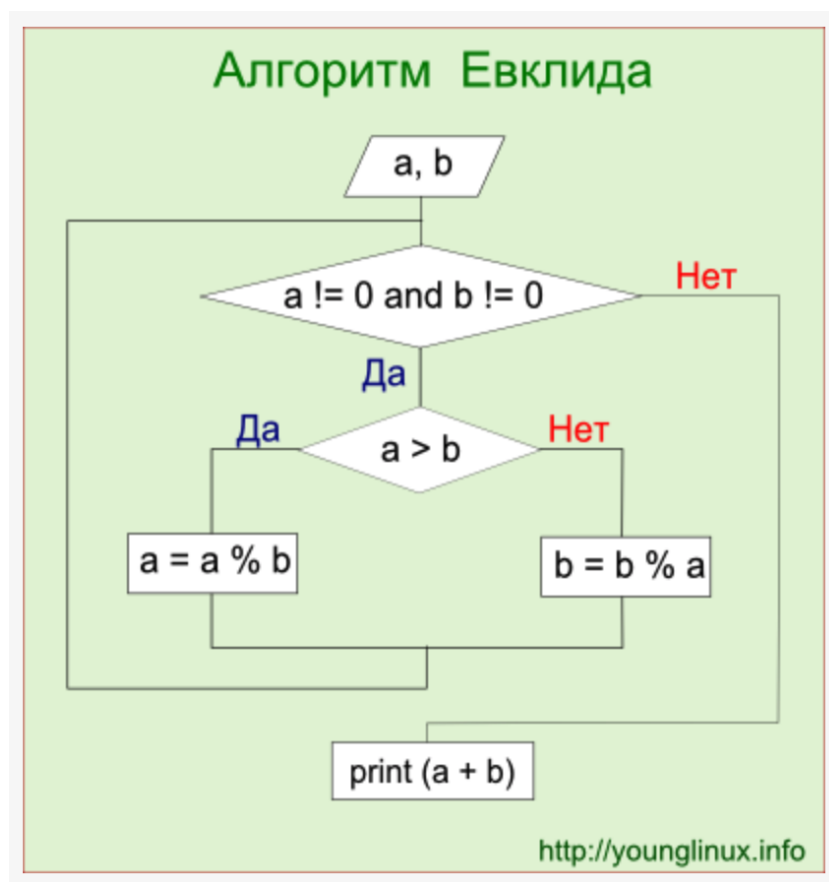 Алгоритм Евклида
a, b
a != 0 and b != 0
Нет
Да
Да
a > b
Нет
a = a % b
b = b % a
print (a + b)
http://younglinux.info